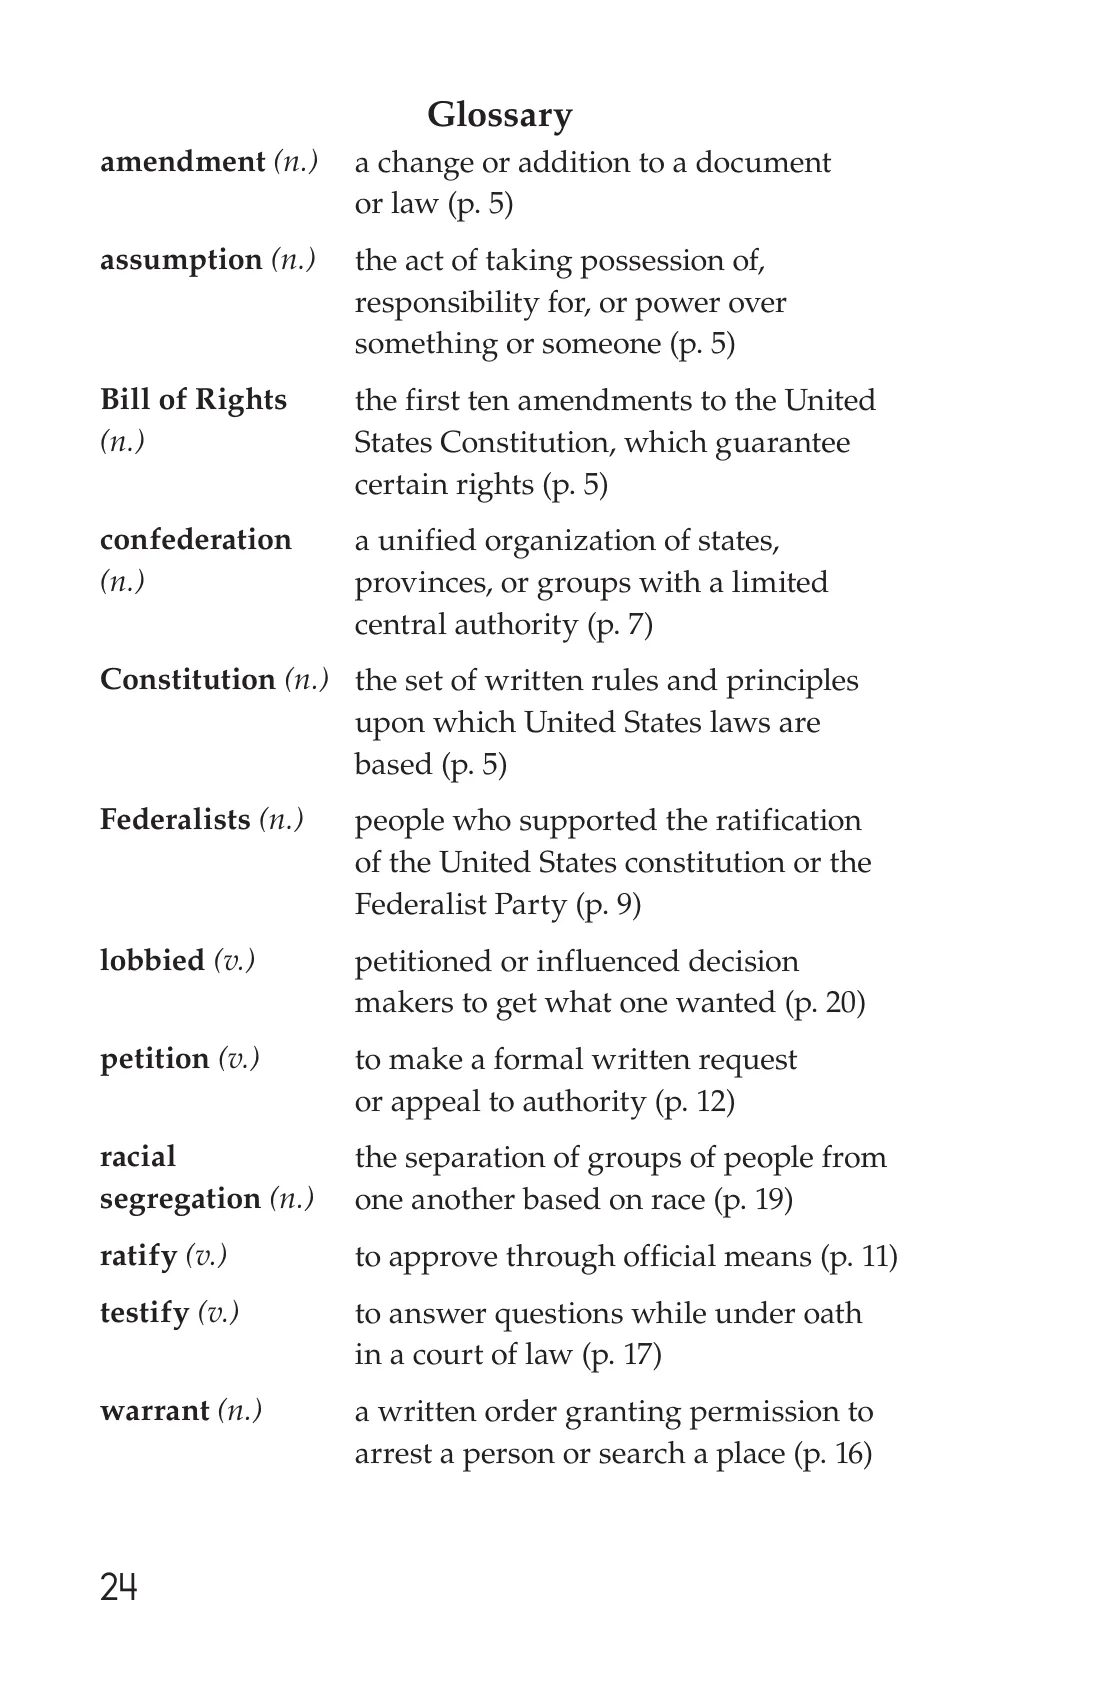 Glossary
amendment (n.) a change or addition to a document
or law (p. 5)
assumption (n.) the act of taking possession of,
responsibility for, or power over
something or someone (p. 5)
Bill of Rights the first ten amendments to the United
(n.) States Constitution, which guarantee
certain rights (p. 5)
confederation a unified organization of states,
(n.) provinces, or groups with a limited
central authority (p. 7)
Constitution (n.) the set of written rules and principles
upon which United States laws are
based (p. 5)
Federalists (n.) people who supported the ratification
of the United States constitution or the
Federalist Party (p. 9)
lobbied (v.) petitioned or influenced decision
makers to get what one wanted (p. 20)
petition (v.) to make a formal written request
or appeal to authority (p. 12)
racial the separation of groups of people from
segregation (n.) one another based on race (p. 19)
ratify (v.) to approve through official means (p. 11)
testify (v.) to answer questions while under oath
in a court of law (p. 17)
warrant (n.) a written order granting permission to
arrest a person or search a place (p. 16)
24